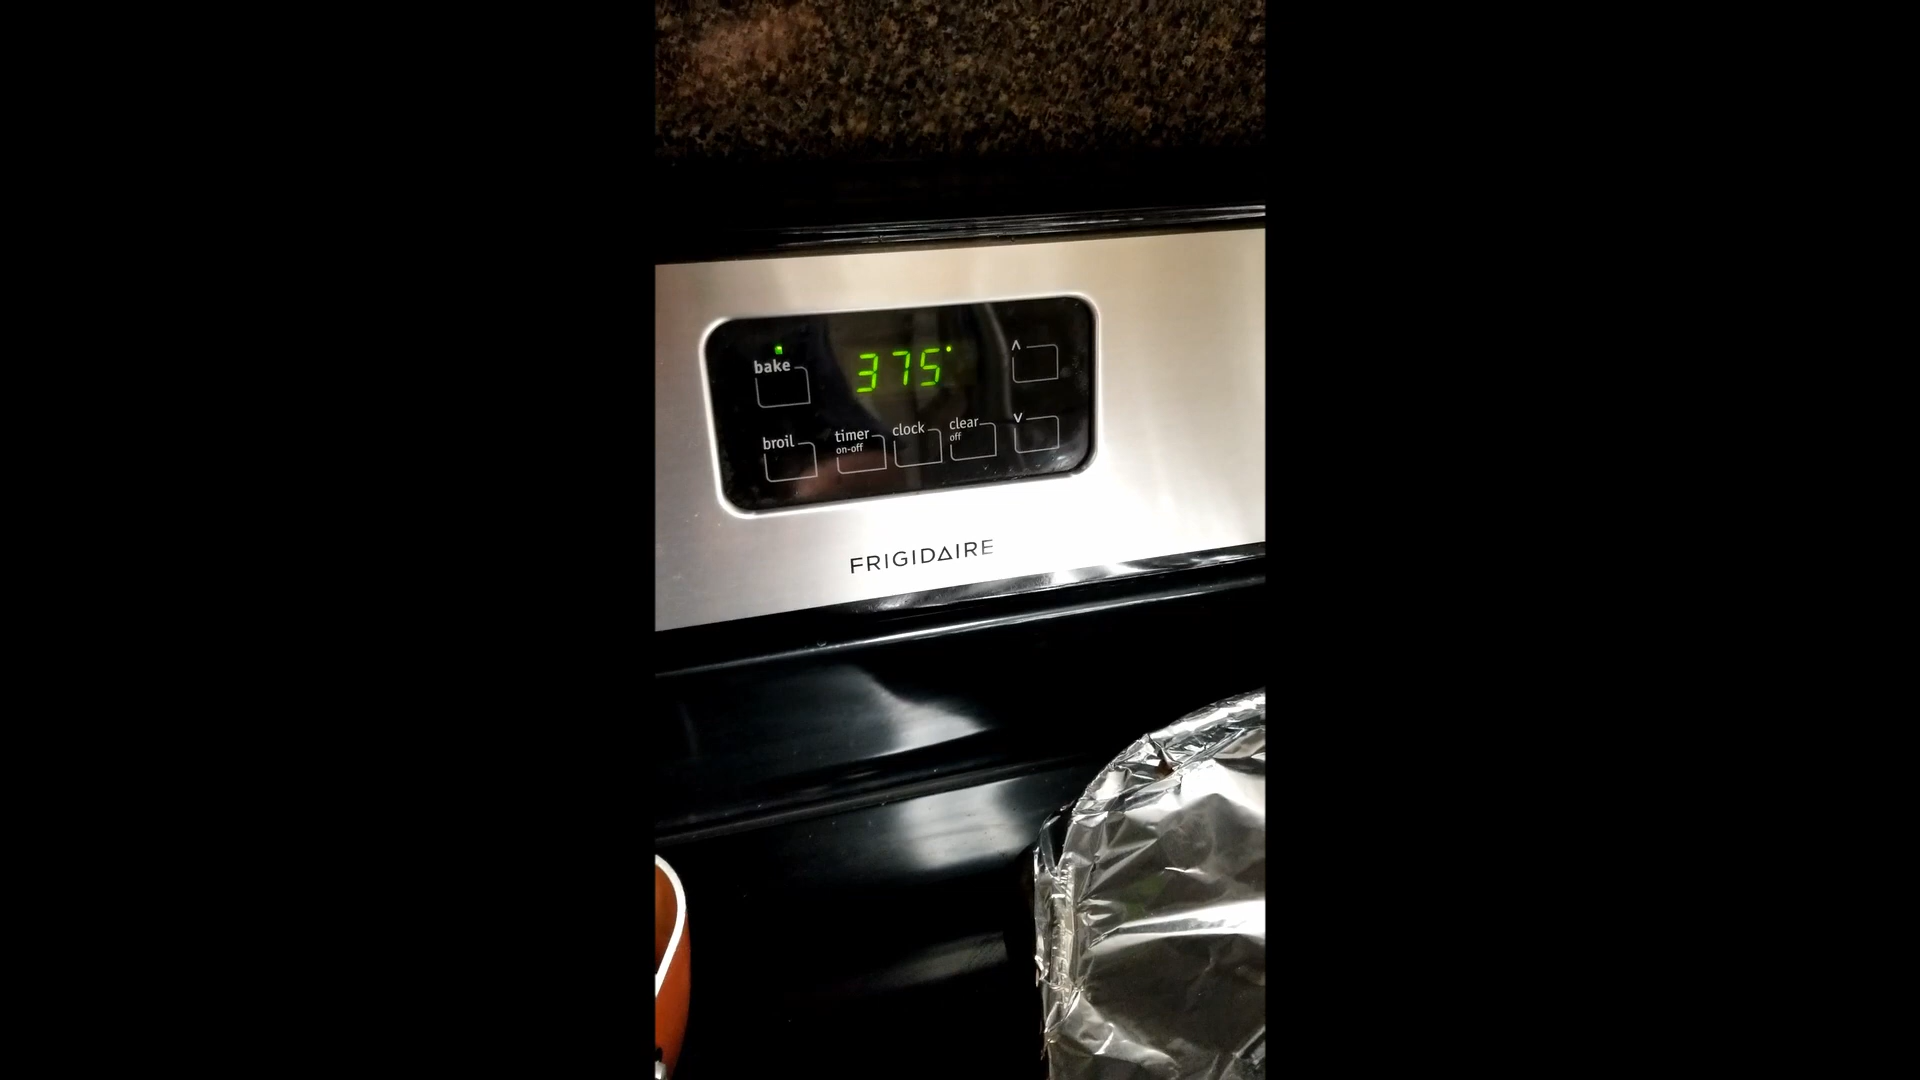 bake
375°
^
broil
timer
on-off
clock
clear
off
v
FRIGIDAIRE